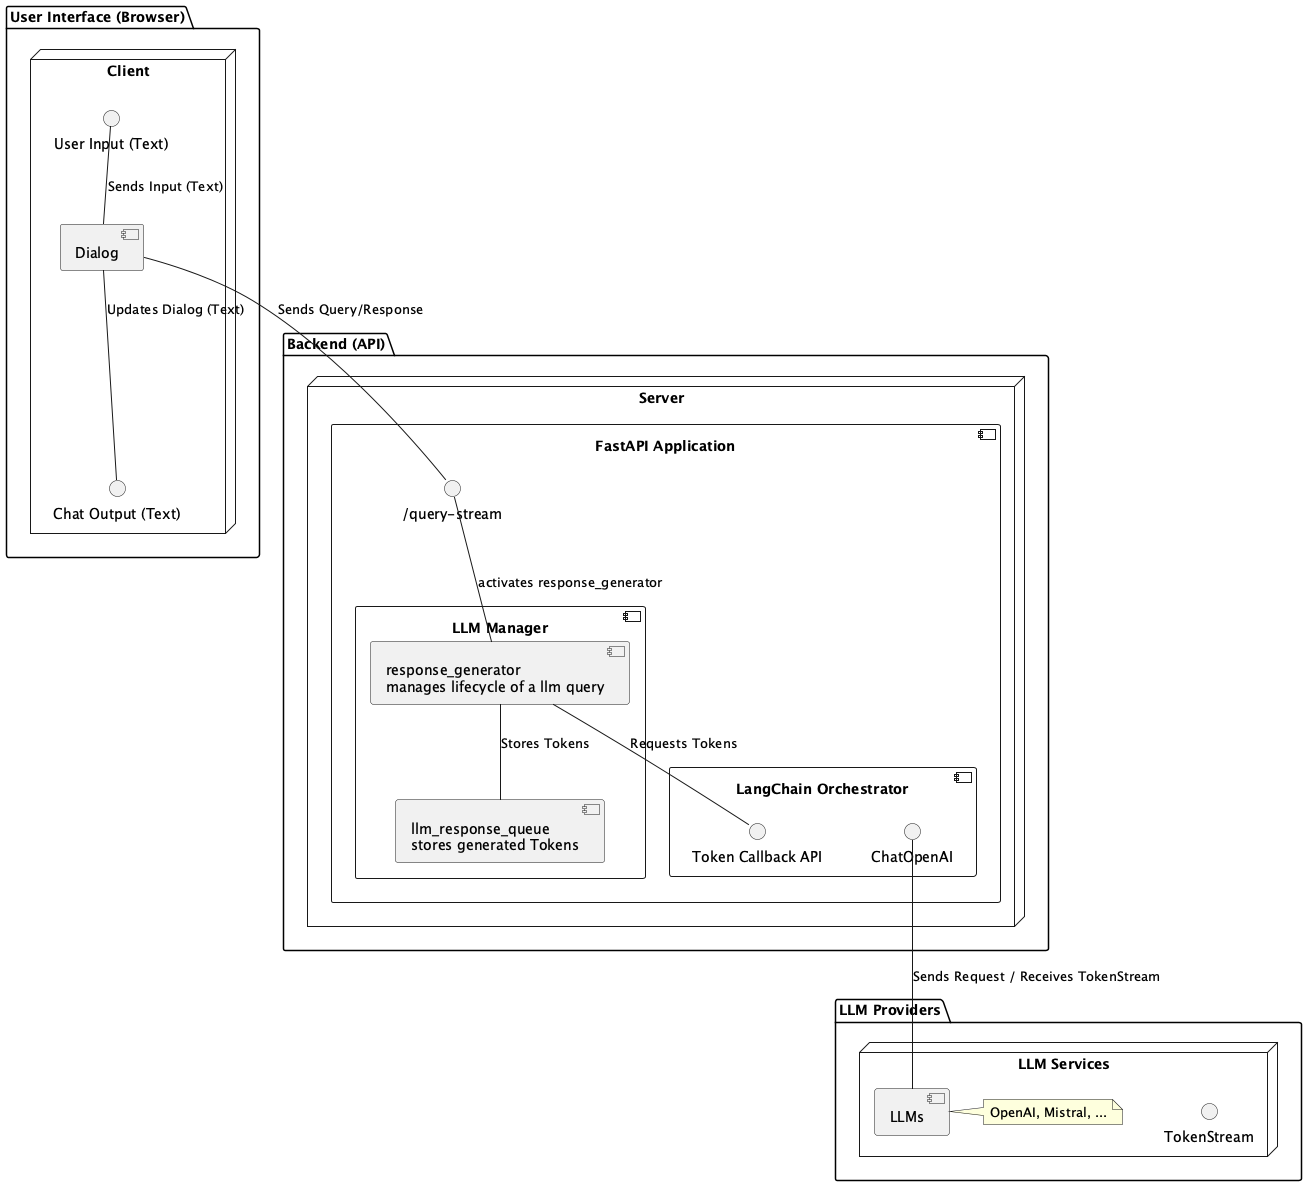 User Interface (Browser)
Client
User Input (Text)
Sends Input (Text)
Dialog
Updates Dialog (Text)
Sends Query/Response
Chat Output (Text)
Backend (API)
Server
FastAPI Application
/query-stream
activates response_generator
LLM Manager
response_generator
manages lifecycle of a llm query
Stores Tokens
Requests Tokens
llm_response_queue
stores generated Tokens
LangChain Orchestrator
Token Callback API
ChatOpenAI
Sends Request / Receives TokenStream
LLM Providers
LLM Services
LLMs
OpenAI, Mistral, ...
TokenStream